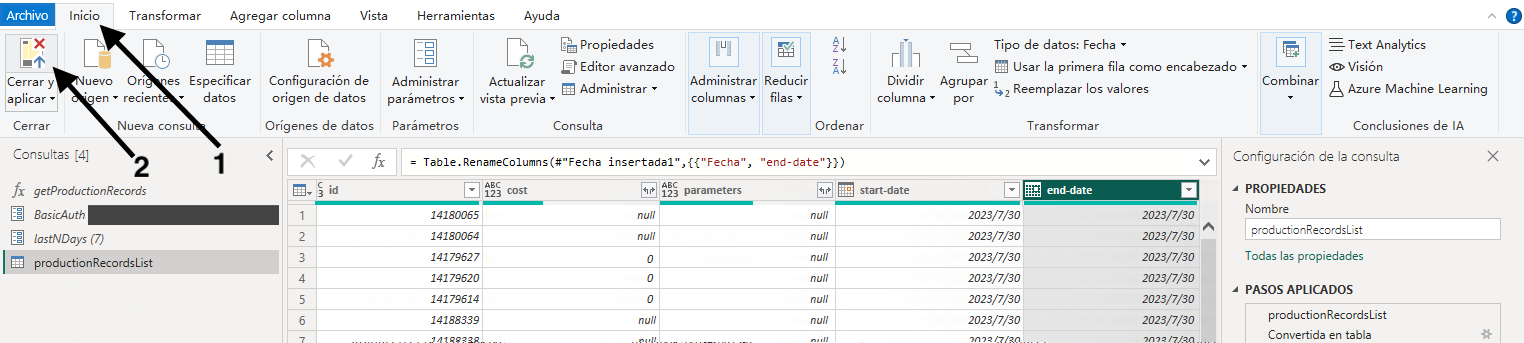 Archivo Inicio Transformar Agregar columna Vista Herramientas Ayuda
Cerrar y aplicar
Nuevo origen
Orígenes recientes
Especificar datos
Configuración de origen de datos
Administrar parámetros
Actualizar vista previa
Propiedades
Editor avanzado
Administrar
Administrar columnas
Reducir filas
Dividir columna
Agrupar por
Tipo de datos: Fecha
Usar la primera fila como encabezado
Reemplazar los valores
Combinar
Text Analytics
Visión
Azure Machine Learning
Cerrar Nueva consulta Orígenes de datos Parámetros Consulta Ordenar Transformar Conclusiones de IA
2 1
Consultas [4]
getProductionRecords
BasicAuth
lastNDays (7)
productionRecordsList
fx = Table.RenameColumns(#"Fecha insertada1",{{"Fecha", "end-date"}})
id ABC 123 cost ABC 123 parameters start-date end-date
1 14180065 null null 2023/7/30 2023/7/30
2 14180064 null null 2023/7/30 2023/7/30
3 14179627 0 null 2023/7/30 2023/7/30
4 14179620 0 null 2023/7/30 2023/7/30
5 14179614 0 null 2023/7/30 2023/7/30
6 14188339 null null 2023/7/30 2023/7/30
Configuración de la consulta
PROPIEDADES
Nombre
productionRecordsList
Todas las propiedades
PASOS APLICADOS
productionRecordsList
Convertida en tabla